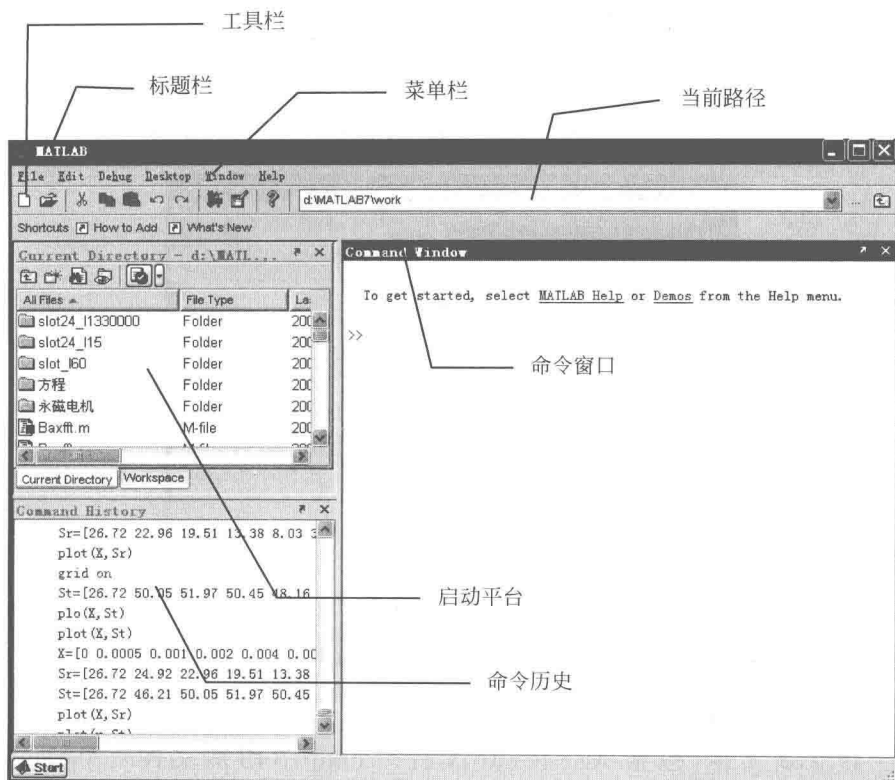 工具栏
标题栏
菜单栏
当前路径
MATLAB
File Edit Debug Desktop Window Help
d:\MATLAB7\work
...
Shortcuts How to Add What's New
Current Directory - d:\MATL...
All Files File Type La
slot24_l1330000 Folder 200
slot24_l15 Folder 200
slot_l60 Folder 200
方程 Folder 200
永磁电机 Folder 200
Baxfft.m M-file 200
Current Directory Workspace
Command Window
To get started, select MATLAB Help or Demos from the Help menu.
>>
命令窗口
Command History
Sr=[26.72 22.96 19.51 13.38 8.03
plot(X,Sr)
grid on
St=[26.72 50.05 51.97 50.45 48.16
plo(X,St)
plot(X,St)
X=[0 0.0005 0.001 0.002 0.004 0.00
Sr=[26.72 24.92 22.96 19.51 13.38
St=[26.72 46.21 50.05 51.97 50.45
plot(X,Sr)
启动平台
命令历史
Start